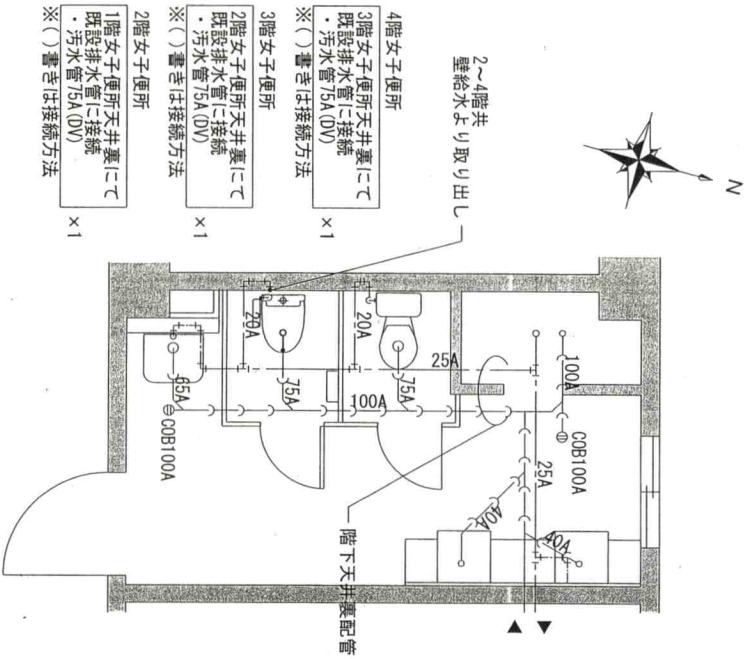 N
2～4階共
壁給水より取り出し
4階女子便所
3階女子便所天井裏にて
既設排水管に接続
・汚水管75A(DV)
×1
※( )書きは接続方法
3階女子便所
2階女子便所天井裏にて
既設排水管に接続
・汚水管75A(DV)
×1
※( )書きは接続方法
2階女子便所
1階女子便所天井裏にて
既設排水管に接続
・汚水管75A(DV)
×1
※( )書きは接続方法
100A
COB100A
25A
25A
40A
40A
20A
75A
100A
20A
75A
65A
COB100A
階下天井裏配管